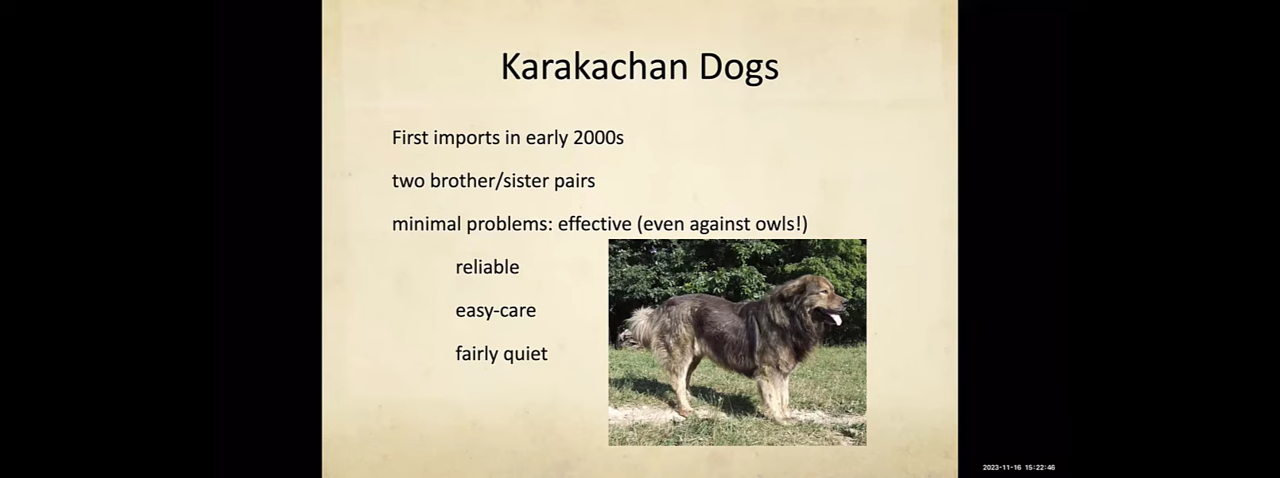 Karakachan Dogs
First imports in early 2000s
two brother/sister pairs
minimal problems: effective (even against owls!)
reliable
easy-care
fairly quiet
2023-11-16 15:22:46